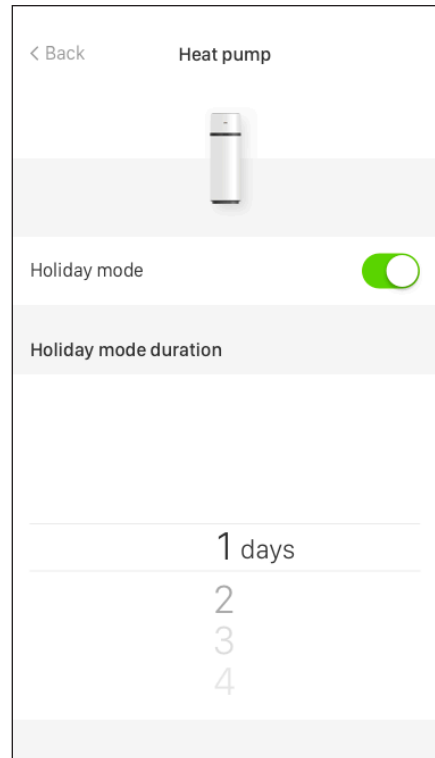 < Back Heat pump
Holiday mode
Holiday mode duration
1 days
2
3
4